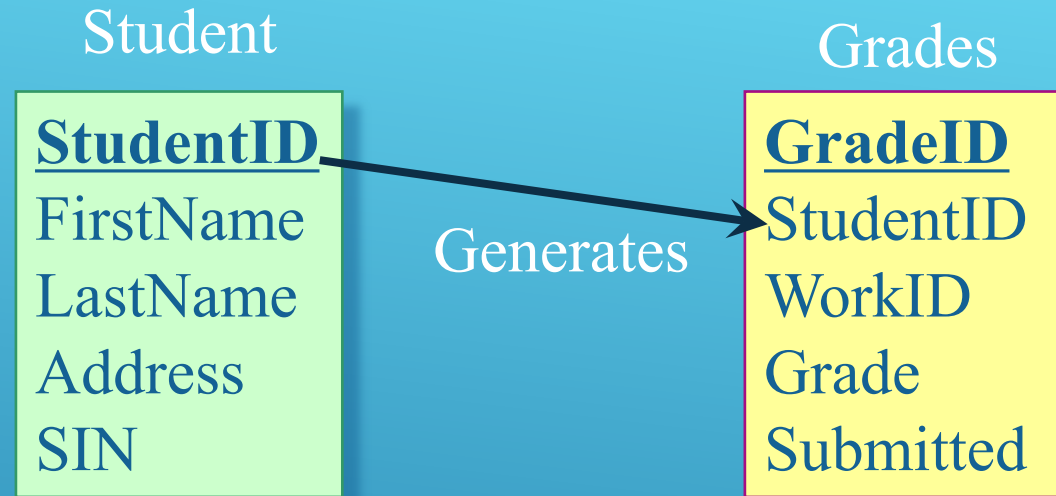 Student
StudentID
FirstName
LastName
Address
SIN
Generates
Grades
GradeID
StudentID
WorkID
Grade
Submitted